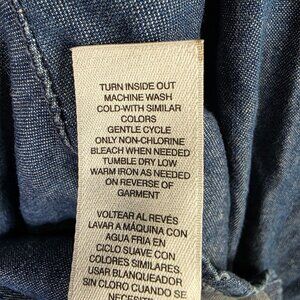 TURN INSIDE OUT
MACHINE WASH
COLD-WITH SIMILAR
COLORS
GENTLE CYCLE
ONLY NON-CHLORINE
BLEACH WHEN NEEDED
TUMBLE DRY LOW
WARM IRON AS NEEDED
ON REVERSE OF
GARMENT
VOLTEAR AL REVÉS
LAVAR A MÁQUINA CON
AGUA FRIA EN
CICLO SUAVE CON
COLORES SIMILARES.
USAR BLANQUEADOR
SIN CLORO CUANDO SE